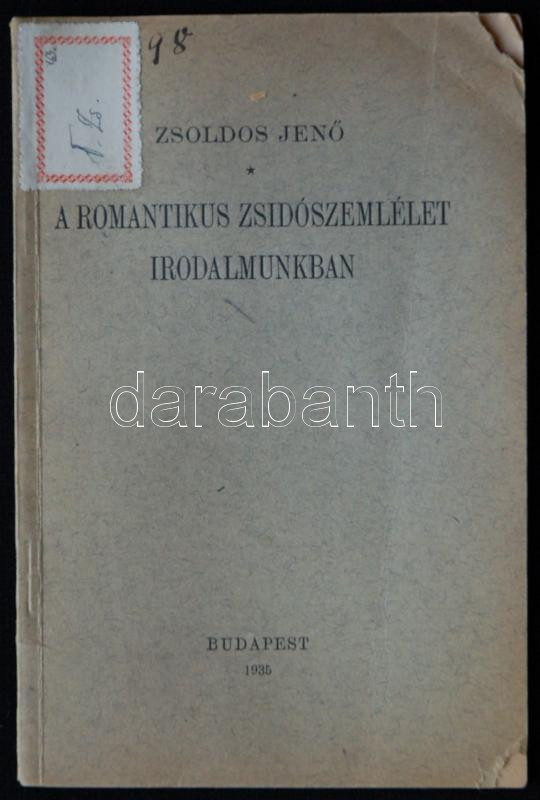 98
ZSOLDOS JENŐ
*
A ROMANTIKUS ZSIDÓSZEMLÉLET
IRODALMUNKBAN
darabanth
BUDAPEST
1935